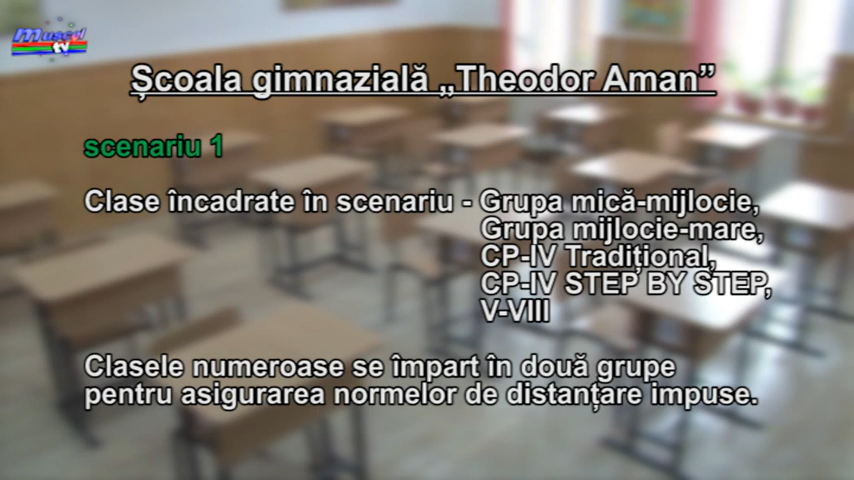 Muscel
tv
Școala gimnazială „Theodor Aman”
scenariu 1
Clase încadrate în scenariu - Grupa mică-mijlocie,
Grupa mijlocie-mare,
CP-IV Tradițional,
CP-IV STEP BY STEP,
V-VIII
Clasele numeroase se împart în două grupe
pentru asigurarea normelor de distanțare impuse.